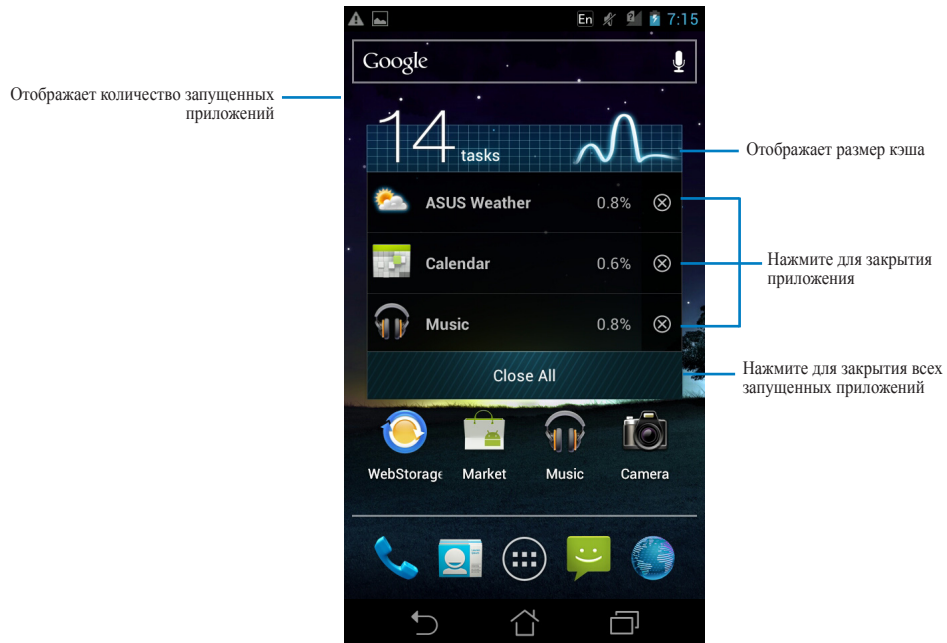 En 7:15
Google
Отображает количество запущенных
приложений
14 tasks
Отображает размер кэша
ASUS Weather 0.8%
Calendar 0.6%
Нажмите для закрытия
приложения
Music 0.8%
Close All
Нажмите для закрытия всех
запущенных приложений
WebStorage Market Music Camera